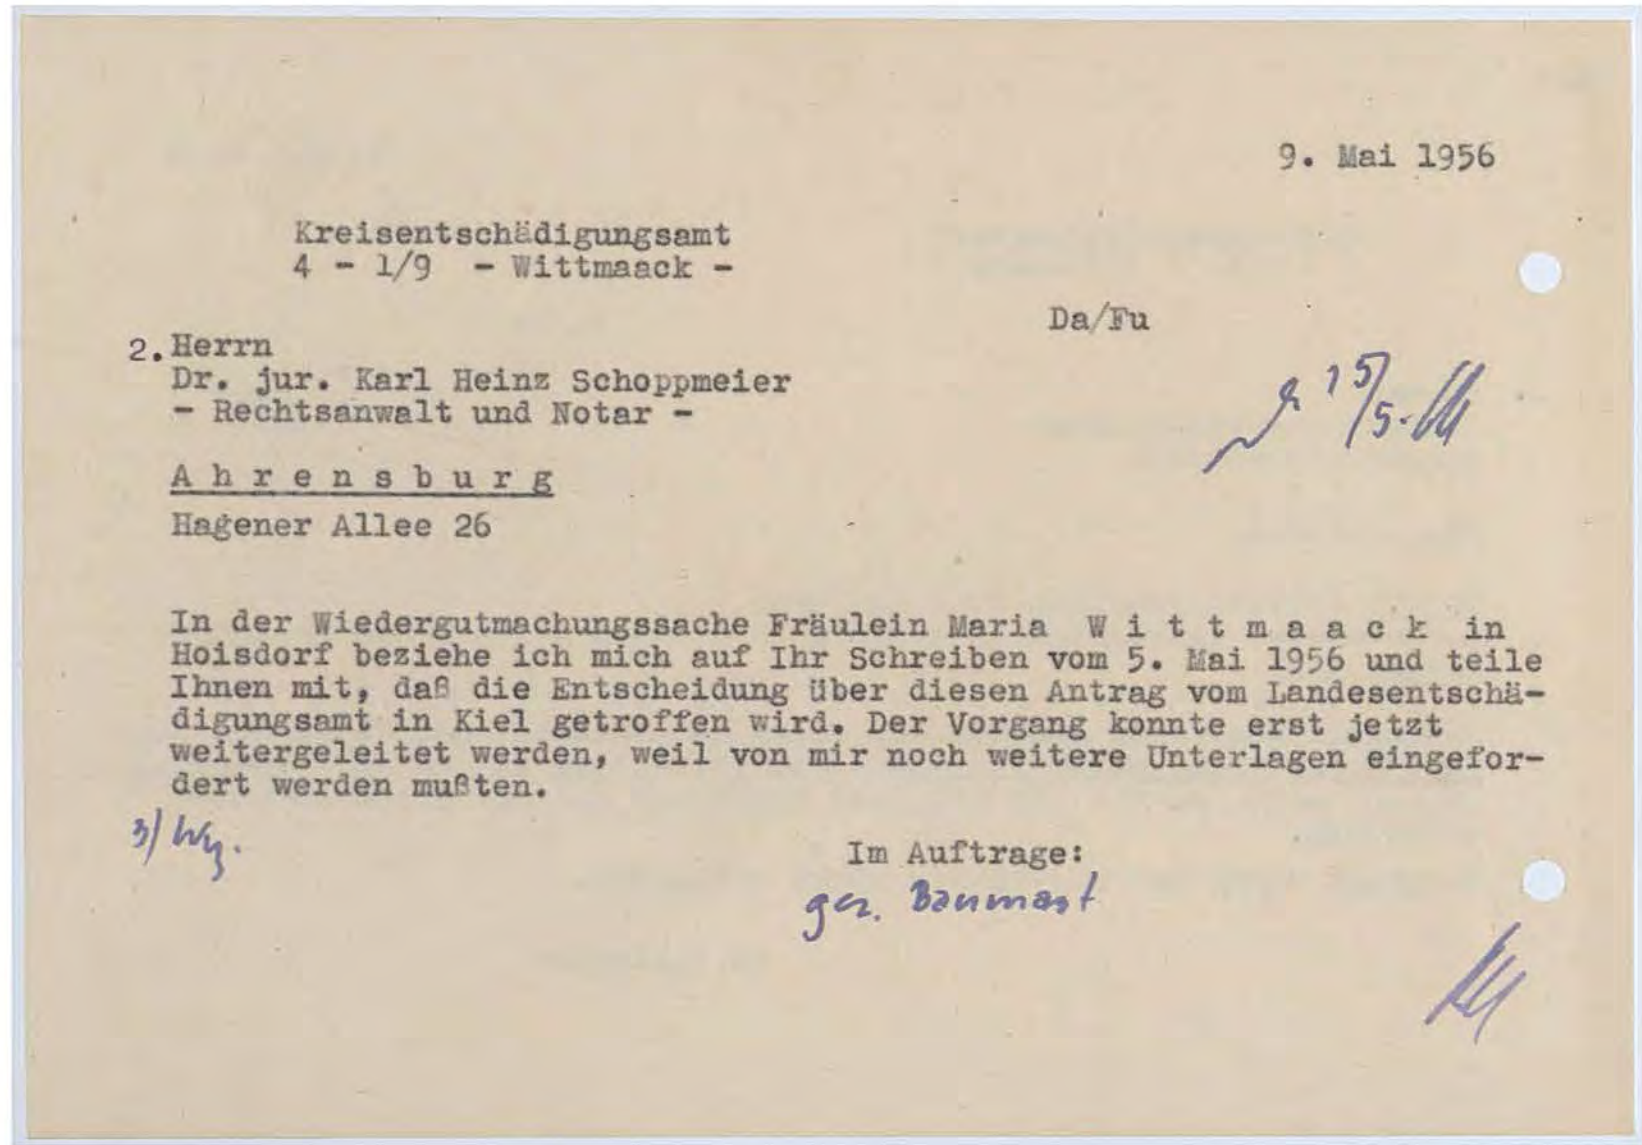 9. Mai 1956
Kreisentschädigungsamt
4 - 1/9 - Wittmaack -
Da/Fu
2. Herrn
Dr. jur. Karl Heinz Schoppmeier
- Rechtsanwalt und Notar -
15/5.
A h r e n s b u r g
Hagener Allee 26
In der Wiedergutmachungssache Fräulein Maria W i t t m a a c k in
Hoisdorf beziehe ich mich auf Ihr Schreiben vom 5. Mai 1956 und teile
Ihnen mit, daß die Entscheidung über diesen Antrag vom Landesentschä-
digungsamt in Kiel getroffen wird. Der Vorgang konnte erst jetzt
weitergeleitet werden, weil von mir noch weitere Unterlagen eingefor-
dert werden mußten.
3)
Im Auftrage:
gez.